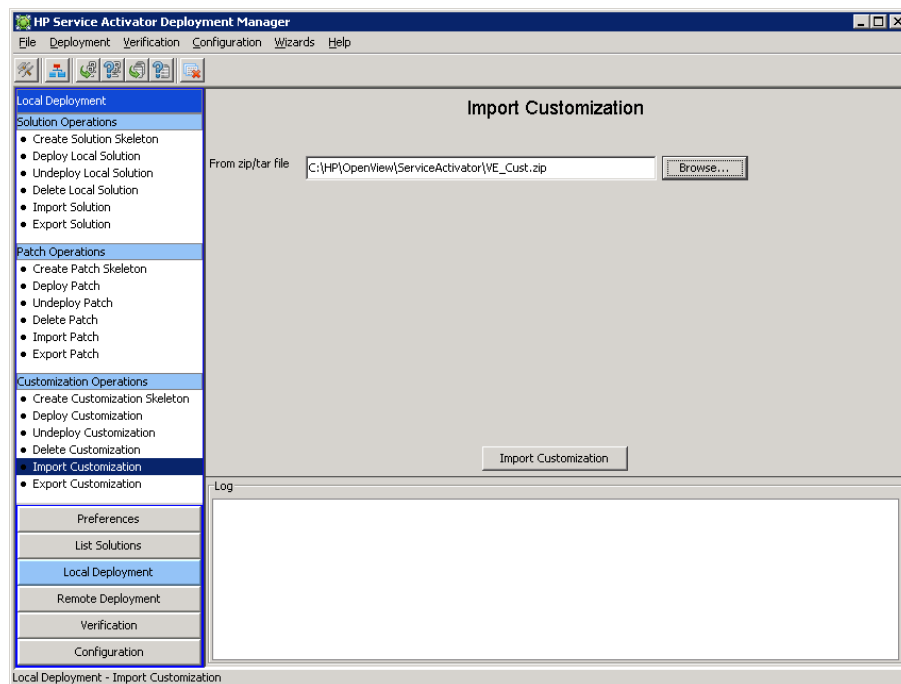 HP Service Activator Deployment Manager
File Deployment Verification Configuration Wizards Help
Local Deployment
Solution Operations
Create Solution Skeleton
Deploy Local Solution
Undeploy Local Solution
Delete Local Solution
Import Solution
Export Solution
Patch Operations
Create Patch Skeleton
Deploy Patch
Undeploy Patch
Delete Patch
Import Patch
Export Patch
Customization Operations
Create Customization Skeleton
Deploy Customization
Undeploy Customization
Delete Customization
Import Customization
Export Customization
Preferences
List Solutions
Local Deployment
Remote Deployment
Verification
Configuration
Import Customization
From zip/tar file C:\HP\OpenView\ServiceActivator\VE_Cust.zip Browse...
Import Customization
Log
Local Deployment - Import Customization